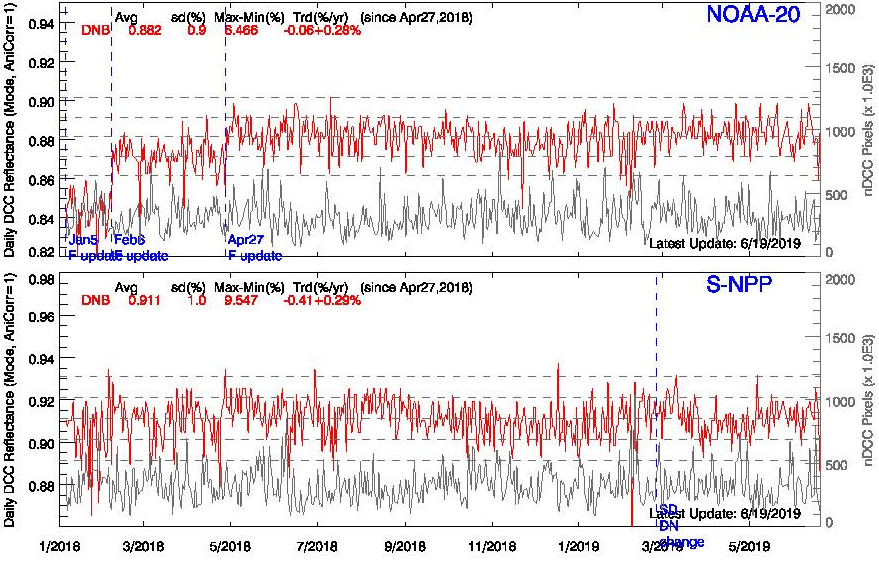 NOAA-20
Avg sd(%) Max-Min(%) Trd(%/yr) (since Apr27,2018)
DNB 0.882 0.9 6.466 -0.06+0.28%
Daily DCC Reflectance (Mode, AniCorr=1)
0.94
0.92
0.90
0.88
0.86
0.84
0.82
2000
1500
1000
500
0
nDCC Pixels (x 1.0E3)
Jan5 Feb6 Apr27
F update F update F update
Latest Update: 6/19/2019
S-NPP
Avg sd(%) Max-Min(%) Trd(%/yr) (since Apr27,2018)
DNB 0.911 1.0 9.547 -0.41+0.29%
Daily DCC Reflectance (Mode, AniCorr=1)
0.98
0.96
0.94
0.92
0.90
0.88
2000
1500
1000
500
0
nDCC Pixels (x 1.0E3)
Latest Update: 6/19/2019
SD
DN
change
1/2018 3/2018 5/2018 7/2018 9/2018 11/2018 1/2019 3/2019 5/2019